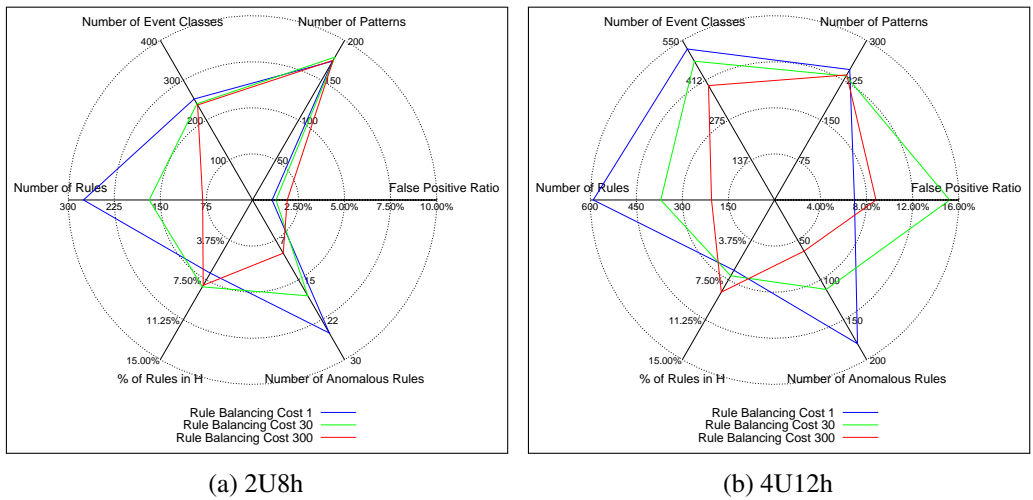 Number of Event Classes
Number of Patterns
400
200
300
150
200
100
100
50
Number of Rules
False Positive Ratio
300 225 150 75 2.50% 5.00% 7.50% 10.00%
3.75%
7
7.50%
15
11.25%
22
15.00%
30
% of Rules in H
Number of Anomalous Rules
Rule Balancing Cost 1
Rule Balancing Cost 30
Rule Balancing Cost 300
(a) 2U8h
Number of Event Classes
Number of Patterns
550
300
412
225
275
150
137
75
Number of Rules
False Positive Ratio
600 450 300 150 4.00% 8.00% 12.00% 16.00%
3.75%
50
7.50%
100
11.25%
150
15.00%
200
% of Rules in H
Number of Anomalous Rules
Rule Balancing Cost 1
Rule Balancing Cost 30
Rule Balancing Cost 300
(b) 4U12h